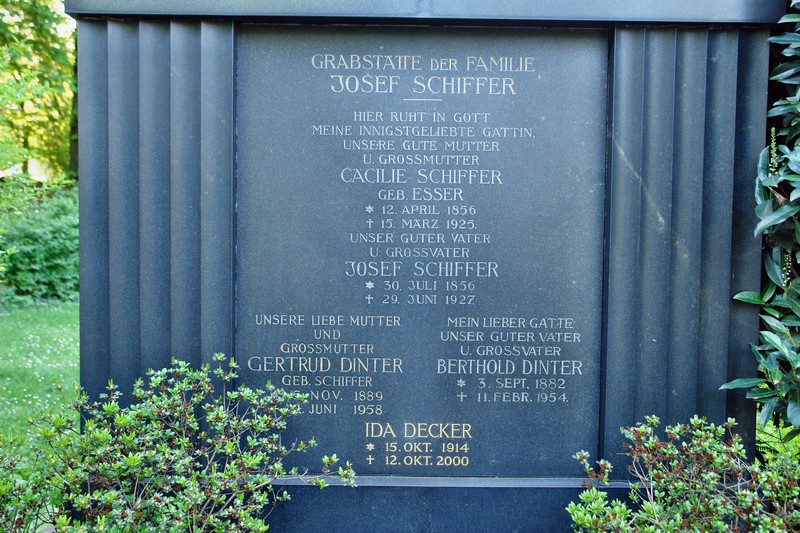 GRABSTÄTTE DER FAMILIE
JOSEF SCHIFFER
HIER RUHT IN GOTT
MEINE INNIGSTGELIEBTE GATTIN,
UNSERE GUTE MUTTER
U. GROSSMUTTER
CÄCILIE SCHIFFER
GEB. ESSER
* 12. APRIL 1856
† 15. MÄRZ 1925.
UNSER GUTER VATER
U. GROSSVATER
JOSEF SCHIFFER
* 30. JULI 1856
† 29. JUNI 1927.
UNSERE LIEBE MUTTER
UND
GROSSMUTTER
GERTRUD DINTER
GEB. SCHIFFER
NOV. 1889
JUNI 1958
MEIN LIEBER GATTE
UNSER GUTER VATER
U. GROSSVATER
BERTHOLD DINTER
* 3. SEPT. 1882
† 11. FEBR. 1954.
IDA DECKER
* 15. OKT. 1914
† 12. OKT. 2000